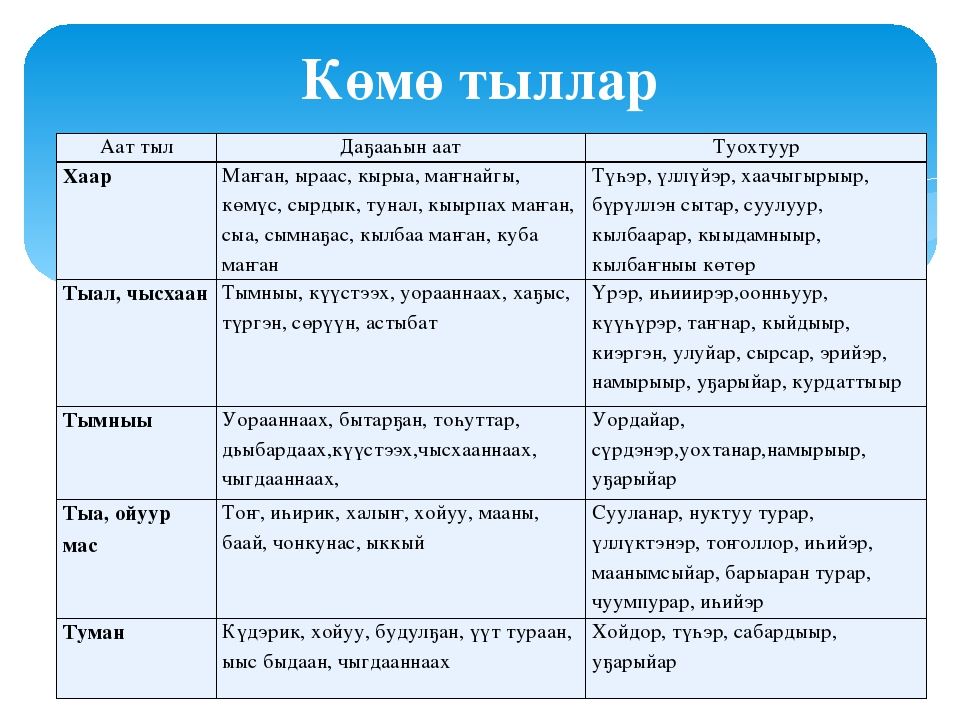 Көмө тыллар
Аат тыл
Даҕааһын аат
Туохтуур
Хаар
Маҥан, ыраас, кырыа, маҥнайгы,
көмүс, сырдык, тунал, кыырпах маҥан,
сыа, сымнаҕас, кылбаа маҥан, куба
маҥан
Түһэр, үллүйэр, хаачыгырыыр,
бүрүллэн сытар, суулуур,
кылбаарар, кыыдамныыр,
кылбаҥныы көтөр
Тыал, чысхаан
Тымныы, күүстээх, уорааннаах, хаҕыс,
түргэн, сөрүүн, астыбат
Үрэр, иһииирэр,оонньуур,
күүһүрэр, таҥнар, кыйдыыр,
киэргэн, улуйар, сырсар, эрийэр,
намырыыр, уҕарыйар, курдаттыыр
Тымныы
Уорааннаах, бытарҕан, тоһуттар,
дьыбардаах,күүстээх,чысхааннаах,
чыгдааннаах,
Уордайар,
сүрдэнэр,уохтанар,намырыыр,
уҕарыйар
Тыа, ойуур
мас
Тоҥ, иһирик, халыҥ, хойуу, мааны,
баай, чонкунас, ыккый
Сууланар, нуктуу турар,
үллүктэнэр, тоҥоллор, иһийэр,
маанымсыйар, барыаран турар,
чуумпурар, иһийэр
Туман
Күдэрик, хойуу, будулҕан, үүт тураан,
ыыс быдаан, чыгдааннаах
Хойдор, түһэр, сабардыыр,
уҕарыйар